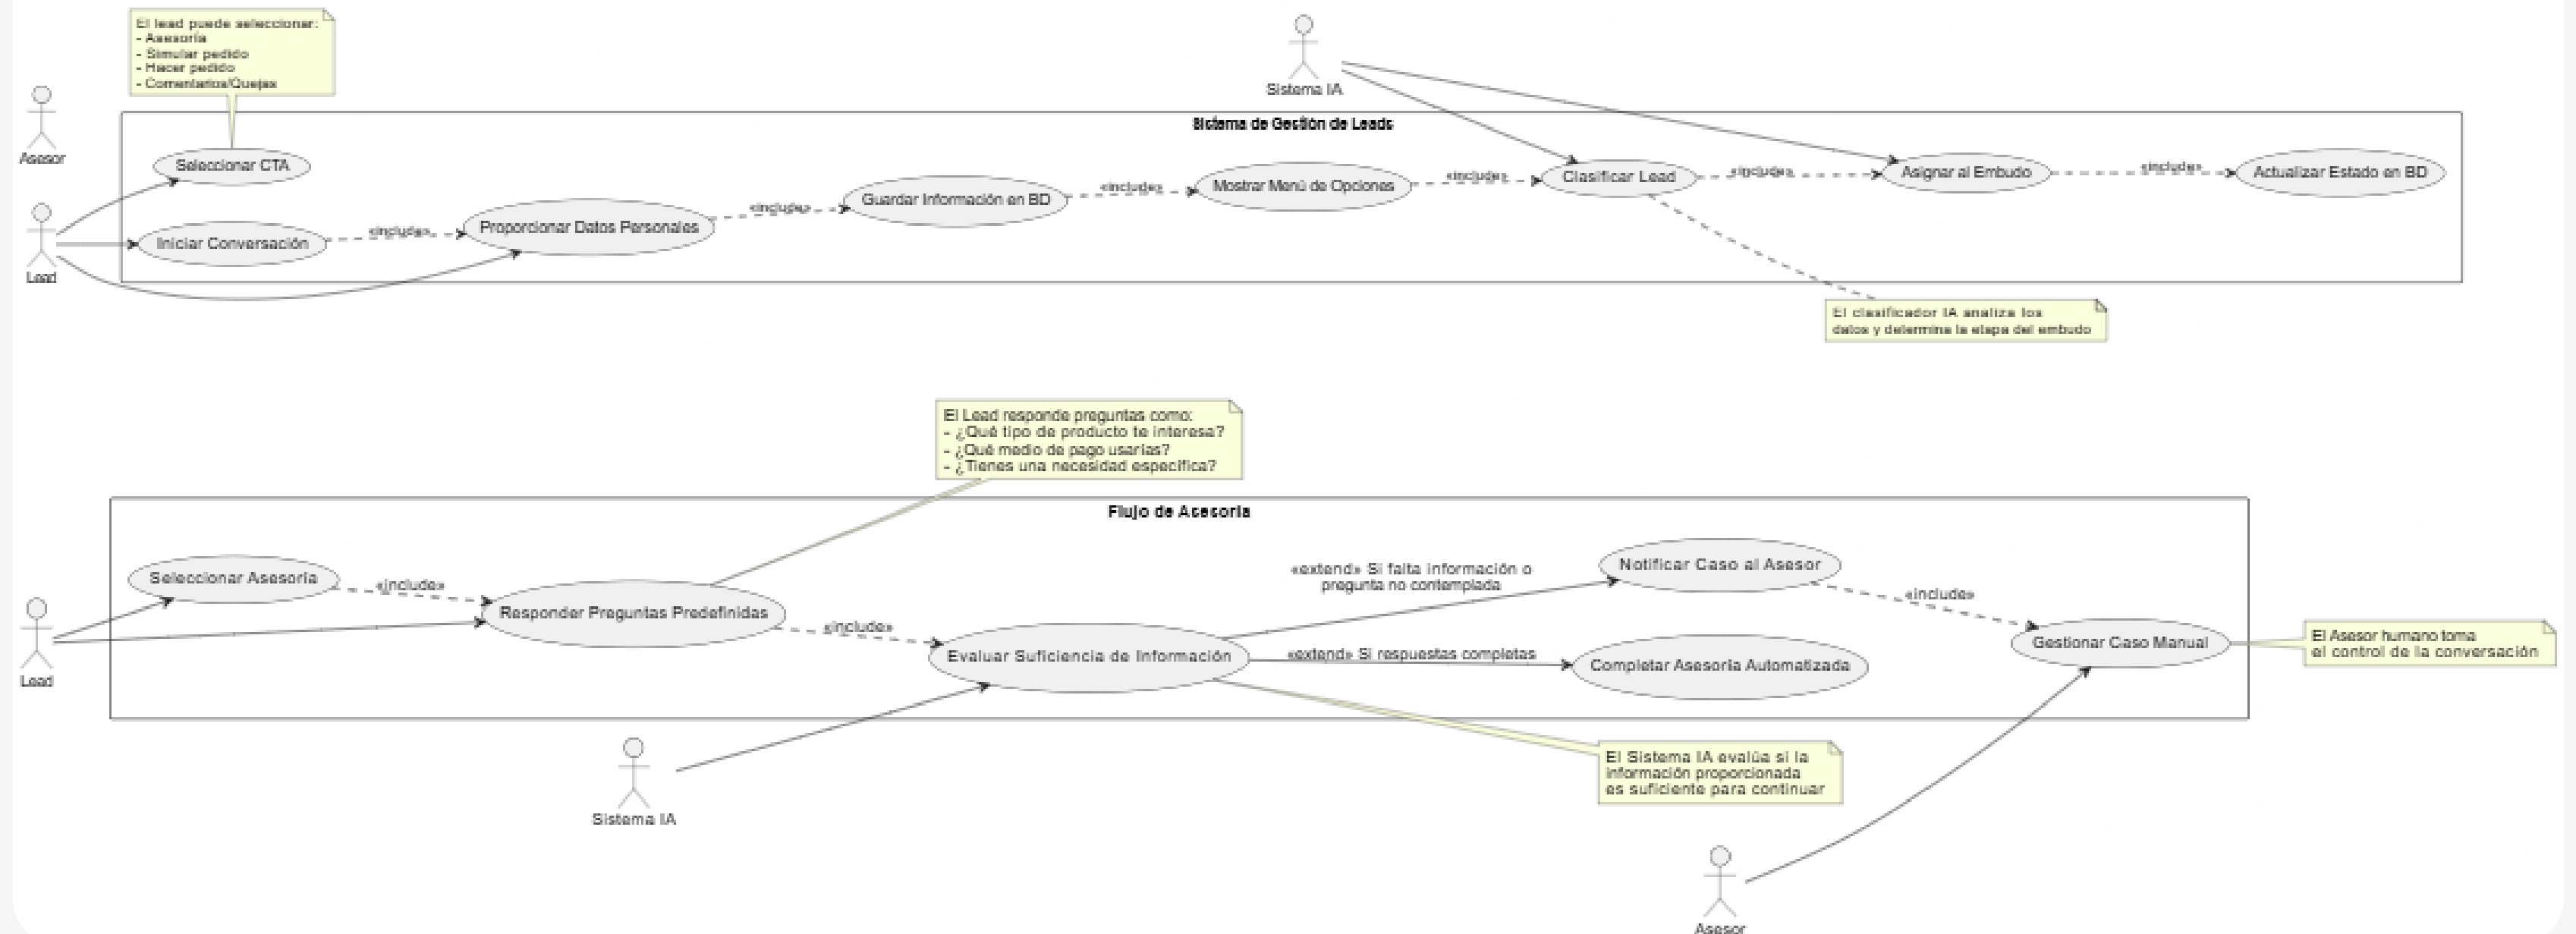 El lead puede seleccionar:
- Asesoría
- Simular pedido
- Hacer pedido
- Comentarios/Quejas
Sistema IA
Asesor
Sistema de Gestión de Leads
Seleccionar CTA
Lead
Iniciar Conversación
«include»
Proporcionar Datos Personales
«include»
Guardar Información en BD
«include»
Mostrar Menú de Opciones
«include»
Clasificar Lead
«include»
Asignar al Embudo
«include»
Actualizar Estado en BD
El clasificador IA analiza los
datos y determina la etapa del embudo
El Lead responde preguntas como:
- ¿Qué tipo de producto te interesa?
- ¿Qué medio de pago usarías?
- ¿Tienes una necesidad específica?
Flujo de Asesoría
Lead
Seleccionar Asesoría
«include»
Responder Preguntas Predefinidas
«include»
Evaluar Suficiencia de Información
«extend» Si falta información o
pregunta no contemplada
Notificar Caso al Asesor
«include»
«extend» Si respuestas completas
Completar Asesoría Automatizada
Gestionar Caso Manual
El Asesor humano toma
el control de la conversación
Sistema IA
El Sistema IA evalúa si la
información proporcionada
es suficiente para continuar
Asesor